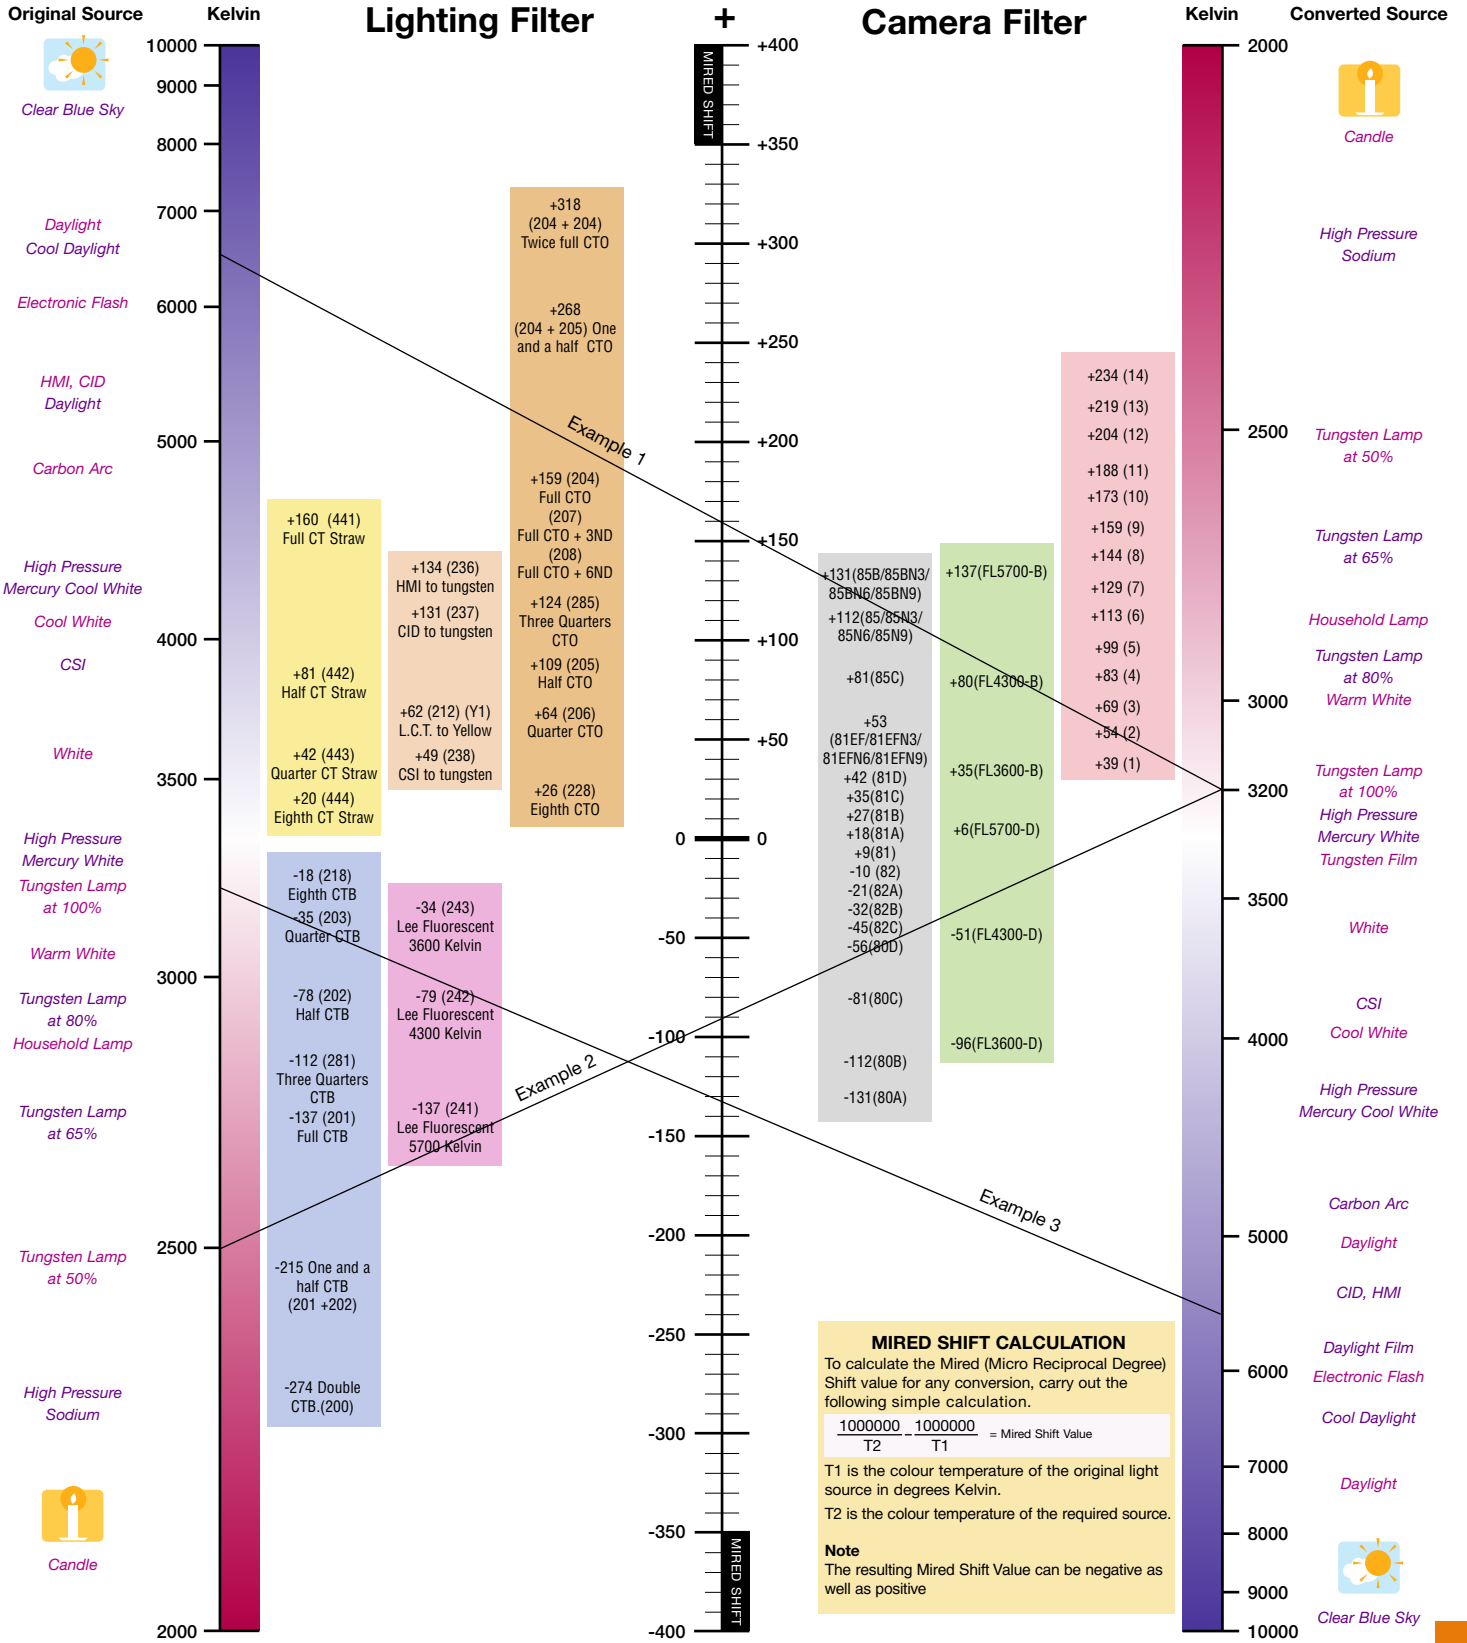 Original Source
Kelvin
Lighting Filter
+
Camera Filter
Kelvin
Converted Source
10000
9000
8000
7000
6000
5000
4000
3500
3000
2500
2000
Clear Blue Sky
Daylight
Cool Daylight
Electronic Flash
HMI, CID
Daylight
Carbon Arc
High Pressure
Mercury Cool White
Cool White
CSI
White
High Pressure
Mercury White
Tungsten Lamp
at 100%
Warm White
Tungsten Lamp
at 80%
Household Lamp
Tungsten Lamp
at 65%
Tungsten Lamp
at 50%
High Pressure
Sodium
Candle
+160 (441)
Full CT Straw
+81 (442)
Half CT Straw
+42 (443)
Quarter CT Straw
+20 (444)
Eighth CT Straw
-18 (218)
Eighth CTB
-35 (203)
Quarter CTB
-78 (202)
Half CTB
-112 (281)
Three Quarters
CTB
-137 (201)
Full CTB
-215 One and a
half CTB
(201 +202)
-274 Double
CTB.(200)
+134 (236)
HMI to tungsten
+131 (237)
CID to tungsten
+62 (212) (Y1)
L.C.T. to Yellow
+49 (238)
CSI to tungsten
-34 (243)
Lee Fluorescent
3600 Kelvin
-79 (242)
Lee Fluorescent
4300 Kelvin
-137 (241)
Lee Fluorescent
5700 Kelvin
+318
(204 + 204)
Twice full CTO
+268
(204 + 205) One
and a half CTO
+159 (204)
Full CTO
(207)
Full CTO + 3ND
(208)
Full CTO + 6ND
+124 (285)
Three Quarters
CTO
+109 (205)
Half CTO
+64 (206)
Quarter CTO
+26 (228)
Eighth CTO
Example 1
Example 2
Example 3
MIRED SHIFT
+400
+350
+300
+250
+200
+150
+100
+50
0
0
-50
-100
-150
-200
-250
-300
-350
-400
MIRED SHIFT
+131(85B/85BN3/
85BN6/85BN9)
+112(85/85N3/
85N6/85N9)
+81(85C)
+53
(81EF/81EFN3/
81EFN6/81EFN9)
+42 (81D)
+35(81C)
+27(81B)
+18(81A)
+9(81)
-10 (82)
-21(82A)
-32(82B)
-45(82C)
-56(80D)
-81(80C)
-112(80B)
-131(80A)
+137(FL5700-B)
+80(FL4300-B)
+35(FL3600-B)
+6(FL5700-D)
-51(FL4300-D)
-96(FL3600-D)
+234 (14)
+219 (13)
+204 (12)
+188 (11)
+173 (10)
+159 (9)
+144 (8)
+129 (7)
+113 (6)
+99 (5)
+83 (4)
+69 (3)
+54 (2)
+39 (1)
MIRED SHIFT CALCULATION
To calculate the Mired (Micro Reciprocal Degree)
Shift value for any conversion, carry out the
following simple calculation.
1000000 – 1000000 = Mired Shift Value
T2 T1
T1 is the colour temperature of the original light
source in degrees Kelvin.
T2 is the colour temperature of the required source.
Note
The resulting Mired Shift Value can be negative as
well as positive
2000
2500
3000
3200
3500
4000
5000
6000
7000
8000
9000
10000
Candle
High Pressure
Sodium
Tungsten Lamp
at 50%
Tungsten Lamp
at 65%
Household Lamp
Tungsten Lamp
at 80%
Warm White
Tungsten Lamp
at 100%
High Pressure
Mercury White
Tungsten Film
White
CSI
Cool White
High Pressure
Mercury Cool White
Carbon Arc
Daylight
CID, HMI
Daylight Film
Electronic Flash
Cool Daylight
Daylight
Clear Blue Sky